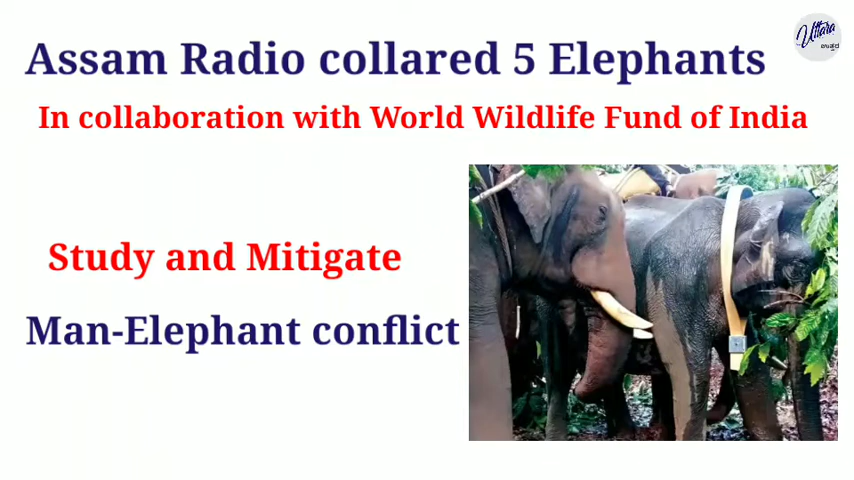 Uttara
Assam Radio collared 5 Elephants
In collaboration with World Wildlife Fund of India
Study and Mitigate
Man-Elephant conflict